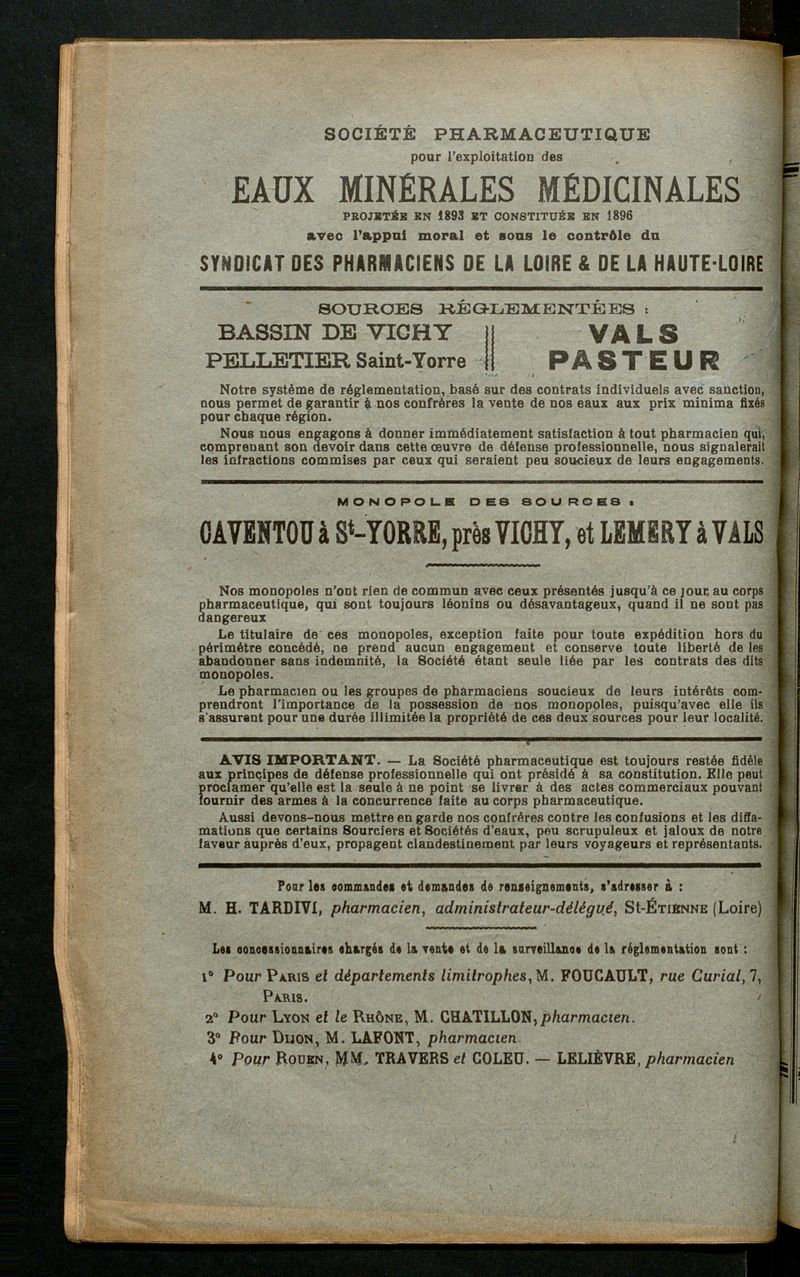 SOCIÉTÉ PHARMACEUTIQUE
pour l'exploitation des
EAUX MINÉRALES MÉDICINALES
PROJETÉE EN 1893 ET CONSTITUÉE EN 1896
avec l'appui moral et sous le contrôle du
SYNDICAT DES PHARMACIENS DE LA LOIRE & DE LA HAUTE-LOIRE
SOURCES RÉGLEMENTÉES :
BASSIN DE VICHY
PELLETIER Saint-Yorre
VALS
PASTEUR
Notre système de réglementation, basé sur des contrats individuels avec sanction,
nous permet de garantir à nos confrères la vente de nos eaux aux prix minima fixés
pour chaque région.
Nous nous engagons à donner immédiatement satisfaction à tout pharmacien qui,
comprenant son devoir dans cette œuvre de défense professionnelle, nous signalerait
les infractions commises par ceux qui seraient peu soucieux de leurs engagements.
MONOPOLE DES SOURCES :
CAVENTOU à St-YORRE, près VICHY, et LEMERY à VALS
Nos monopoles n'ont rien de commun avec ceux présentés jusqu'à ce jour au corps
pharmaceutique, qui sont toujours léonins ou désavantageux, quand il ne sont pas
dangereux
Le titulaire de ces monopoles, exception faite pour toute expédition hors du
périmètre concédé, ne prend aucun engagement et conserve toute liberté de les
abandonner sans indemnité, la Société étant seule liée par les contrats des dits
monopoles.
Le pharmacien ou les groupes de pharmaciens soucieux de leurs intérêts com-
prendront l'importance de la possession de nos monopoles, puisqu'avec elle ils
s'assurent pour une durée illimitée la propriété de ces deux sources pour leur localité.
AVIS IMPORTANT. — La Société pharmaceutique est toujours restée fidèle
aux principes de défense professionnelle qui ont présidé à sa constitution. Elle peut
proclamer qu'elle est la seule à ne point se livrer à des actes commerciaux pouvant
fournir des armes à la concurrence faite au corps pharmaceutique.
Aussi devons-nous mettre en garde nos confrères contre les confusions et les diffa-
mations que certains Sourciers et Sociétés d'eaux, peu scrupuleux et jaloux de notre
faveur auprès d'eux, propagent clandestinement par leurs voyageurs et représentants.
Pour les commandes et demandes de renseignements, s'adresser à :
M. H. TARDIVI, pharmacien, administrateur-délégué, St-ÉTIENNE (Loire)
Les concessionnaires chargés de la vente et de la surveillance de la réglementation sont :
1° Pour PARIS et départements limitrophes, M. FOUCAULT, rue Curial, 7,
PARIS.
2° Pour LYON et le RHÔNE, M. CHATILLON, pharmacien.
3° Pour DIJON, M. LAFONT, pharmacien.
4° Pour ROUEN, MM. TRAVERS et COLEU. — LELIÈVRE, pharmacien